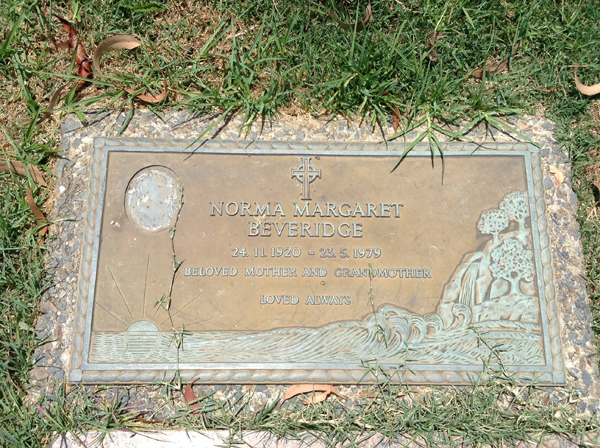 NORMA MARGARET
BEVERIDGE
24.11.1920 – 23.5.1979
BELOVED MOTHER AND GRANDMOTHER
LOVED ALWAYS